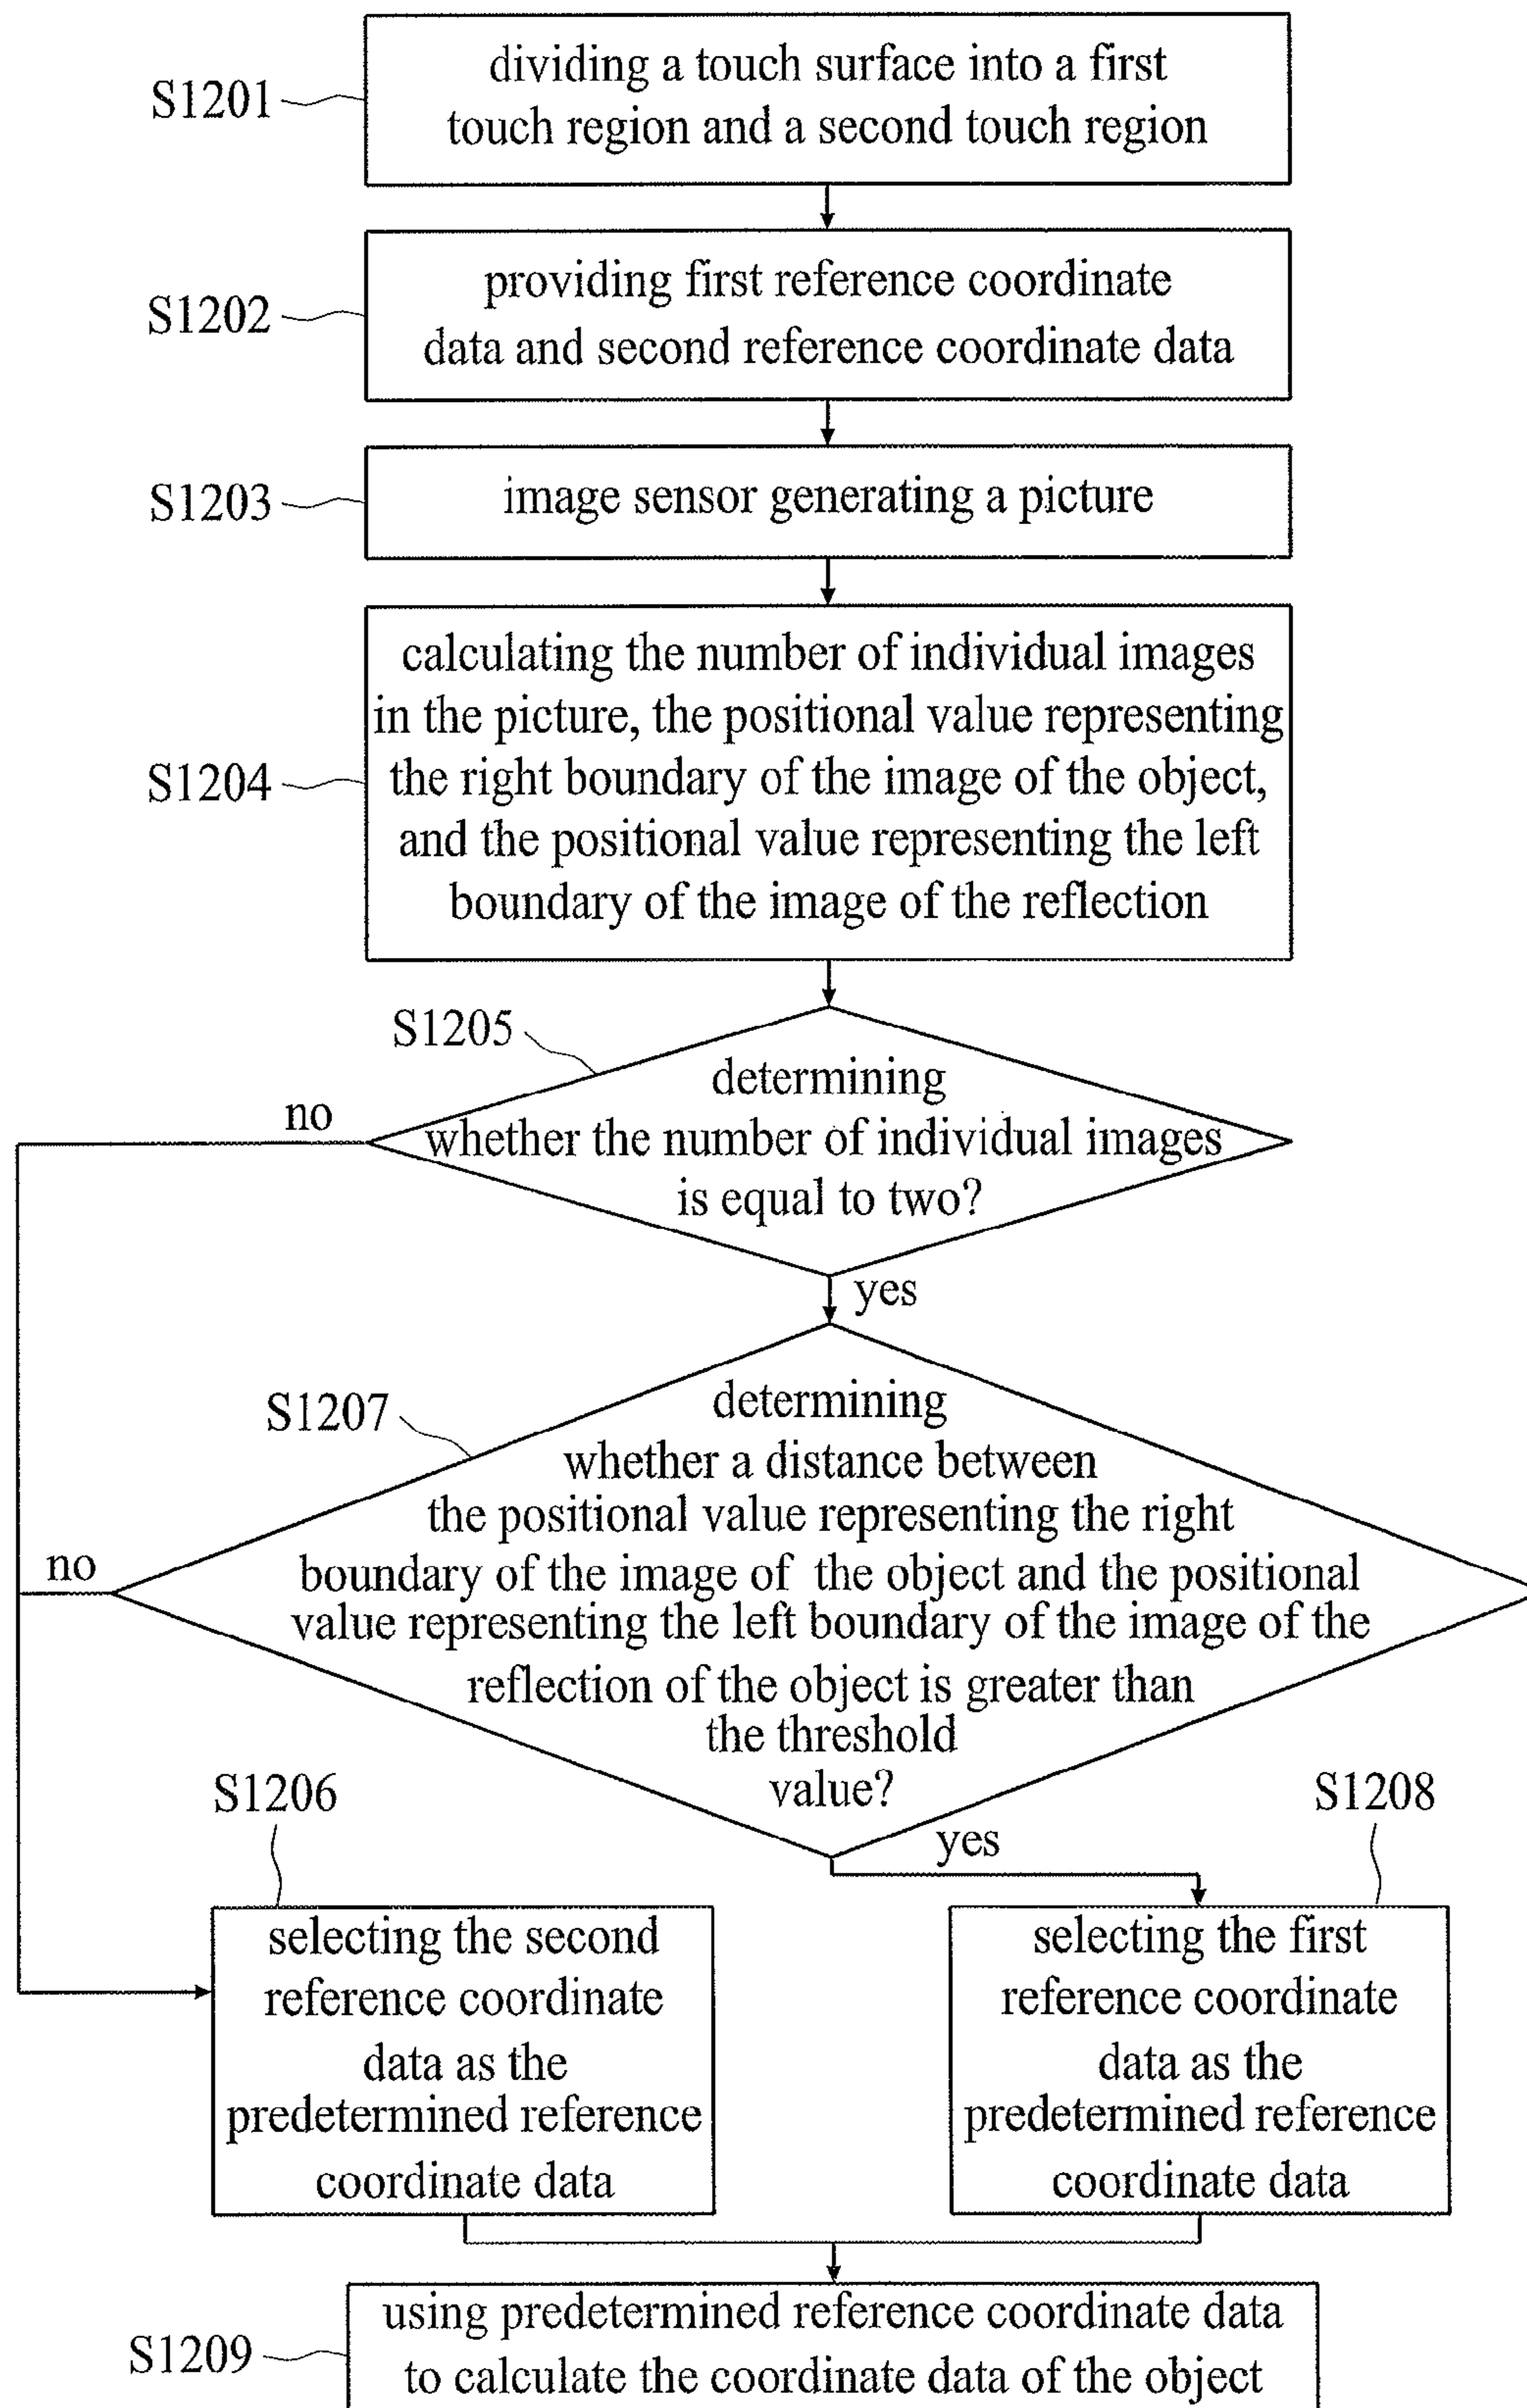 S1201
dividing a touch surface into a first
touch region and a second touch region
S1202
providing first reference coordinate
data and second reference coordinate data
S1203
image sensor generating a picture
S1204
calculating the number of individual images
in the picture, the positional value representing
the right boundary of the image of the object,
and the positional value representing the left
boundary of the image of the reflection
S1205
determining
whether the number of individual images
is equal to two?
no
yes
S1207
determining
whether a distance between
the positional value representing the right
boundary of the image of the object and the positional
value representing the left boundary of the image of the
reflection of the object is greater than
the threshold
value?
no
yes
S1206
selecting the second
reference coordinate
data as the
predetermined reference
coordinate data
S1208
selecting the first
reference coordinate
data as the
predetermined reference
coordinate data
S1209
using predetermined reference coordinate data
to calculate the coordinate data of the object